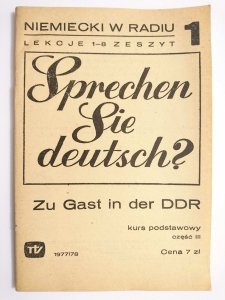 NIEMIECKI W RADIU
LEKCJE 1-8 ZESZYT 1
Sprechen
Sie
deutsch?
Zu Gast in der DDR
kurs podstawowy
część III
TV 1977/78
Cena 7 zł